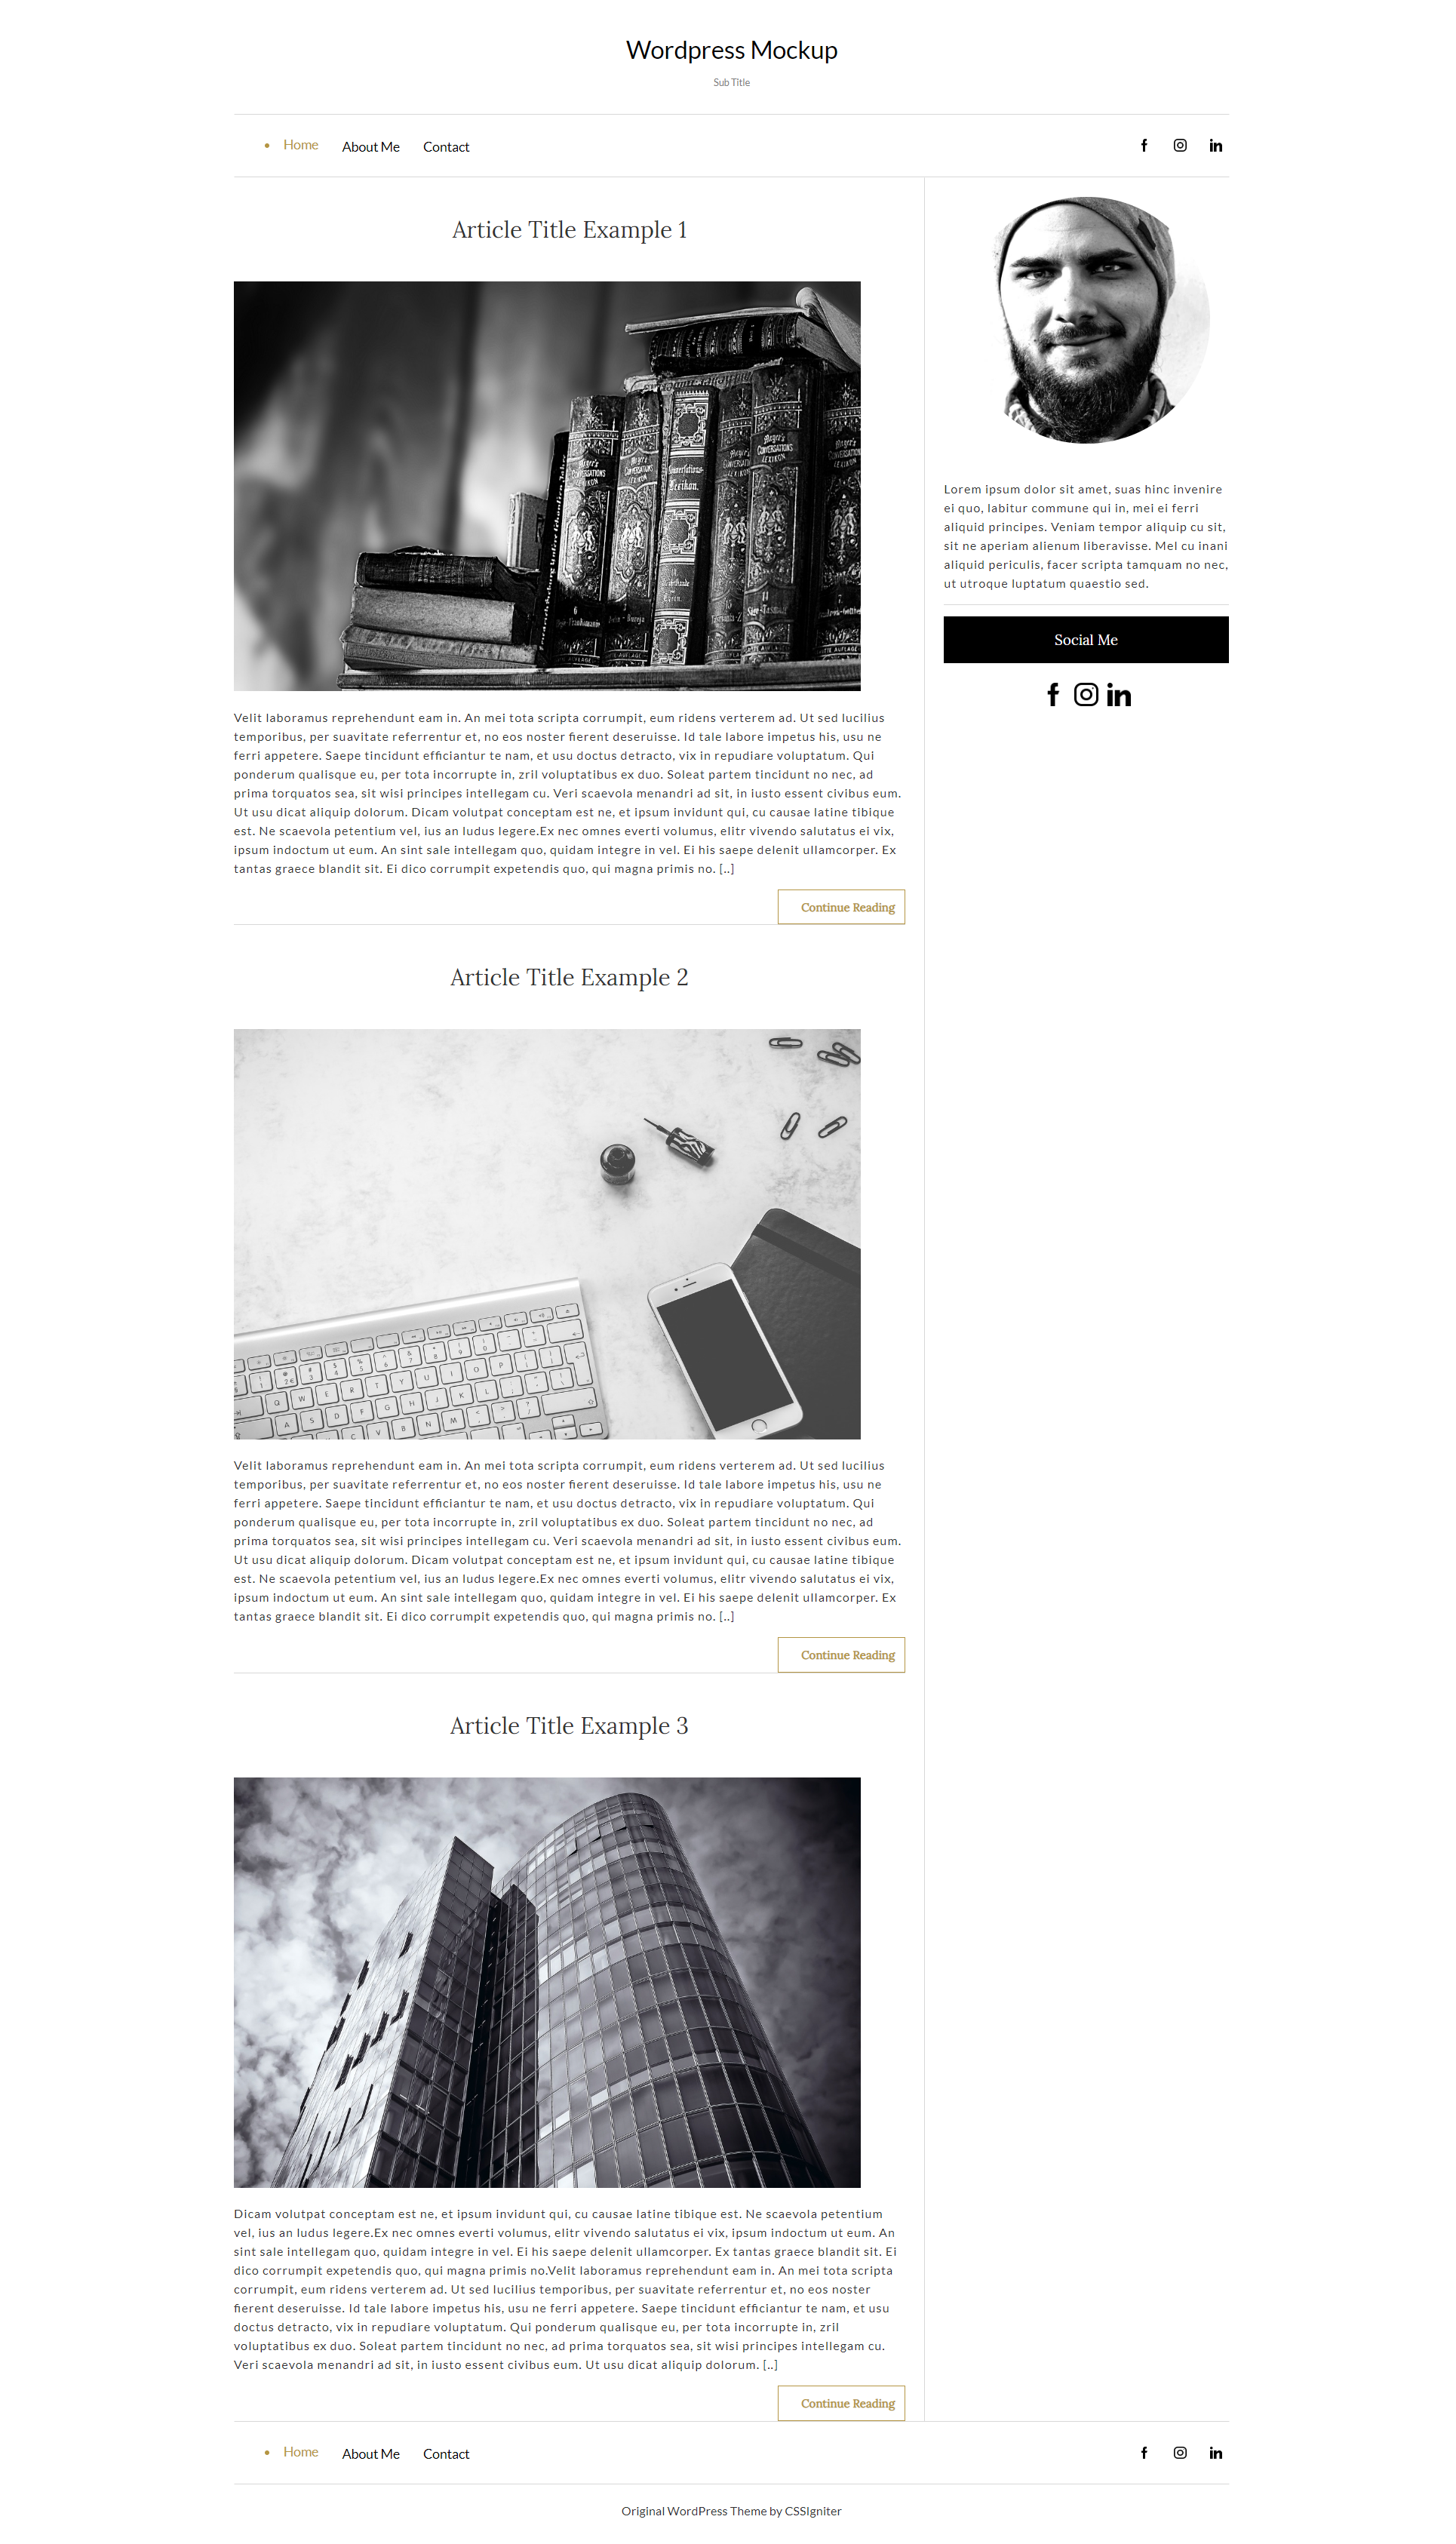 Wordpress Mockup
Sub Title
Home About Me Contact
Article Title Example 1
Meyer's
CONVERSATIONS
LEXIKON
Velit laboramus reprehendunt eam in. An mei tota scripta corrumpit, eum ridens verterem ad. Ut sed lucilius
temporibus, per suavitate referrentur et, no eos noster fierent deseruisse. Id tale labore impetus his, usu ne
ferri appetere. Saepe tincidunt efficiantur te nam, et usu doctus detracto, vix in repudiare voluptatum. Qui
ponderum qualisque eu, per tota incorrupte in, zril voluptatibus ex duo. Soleat partem tincidunt no nec, ad
prima torquatos sea, sit wisi principes intellegam cu. Veri scaevola menandri ad sit, in iusto essent civibus eum.
Ut usu dicat aliquip dolorum. Dicam volutpat conceptam est ne, et ipsum invidunt qui, cu causae latine tibique
est. Ne scaevola petentium vel, ius an ludus legere.Ex nec omnes everti volumus, elitr vivendo salutatus ei vix,
ipsum indoctum ut eum. An sint sale intellegam quo, quidam integre in vel. Ei his saepe delenit ullamcorper. Ex
tantas graece blandit sit. Ei dico corrumpit expetendis quo, qui magna primis no. [..]
Continue Reading
Article Title Example 2
Velit laboramus reprehendunt eam in. An mei tota scripta corrumpit, eum ridens verterem ad. Ut sed lucilius
temporibus, per suavitate referrentur et, no eos noster fierent deseruisse. Id tale labore impetus his, usu ne
ferri appetere. Saepe tincidunt efficiantur te nam, et usu doctus detracto, vix in repudiare voluptatum. Qui
ponderum qualisque eu, per tota incorrupte in, zril voluptatibus ex duo. Soleat partem tincidunt no nec, ad
prima torquatos sea, sit wisi principes intellegam cu. Veri scaevola menandri ad sit, in iusto essent civibus eum.
Ut usu dicat aliquip dolorum. Dicam volutpat conceptam est ne, et ipsum invidunt qui, cu causae latine tibique
est. Ne scaevola petentium vel, ius an ludus legere.Ex nec omnes everti volumus, elitr vivendo salutatus ei vix,
ipsum indoctum ut eum. An sint sale intellegam quo, quidam integre in vel. Ei his saepe delenit ullamcorper. Ex
tantas graece blandit sit. Ei dico corrumpit expetendis quo, qui magna primis no. [..]
Continue Reading
Article Title Example 3
Dicam volutpat conceptam est ne, et ipsum invidunt qui, cu causae latine tibique est. Ne scaevola petentium
vel, ius an ludus legere.Ex nec omnes everti volumus, elitr vivendo salutatus ei vix, ipsum indoctum ut eum. An
sint sale intellegam quo, quidam integre in vel. Ei his saepe delenit ullamcorper. Ex tantas graece blandit sit. Ei
dico corrumpit expetendis quo, qui magna primis no.Velit laboramus reprehendunt eam in. An mei tota scripta
corrumpit, eum ridens verterem ad. Ut sed lucilius temporibus, per suavitate referrentur et, no eos noster
fierent deseruisse. Id tale labore impetus his, usu ne ferri appetere. Saepe tincidunt efficiantur te nam, et usu
doctus detracto, vix in repudiare voluptatum. Qui ponderum qualisque eu, per tota incorrupte in, zril
voluptatibus ex duo. Soleat partem tincidunt no nec, ad prima torquatos sea, sit wisi principes intellegam cu.
Veri scaevola menandri ad sit, in iusto essent civibus eum. Ut usu dicat aliquip dolorum. [..]
Continue Reading
Lorem ipsum dolor sit amet, suas hinc invenire
ei quo, labitur commune qui in, mei ei ferri
aliquid principes. Veniam tempor aliquip cu sit,
sit ne aperiam alienum liberavisse. Mel cu inani
aliquid periculis, facer scripta tamquam no nec,
ut utroque luptatum quaestio sed.
Social Me
Home About Me Contact
Original WordPress Theme by CSSIgniter